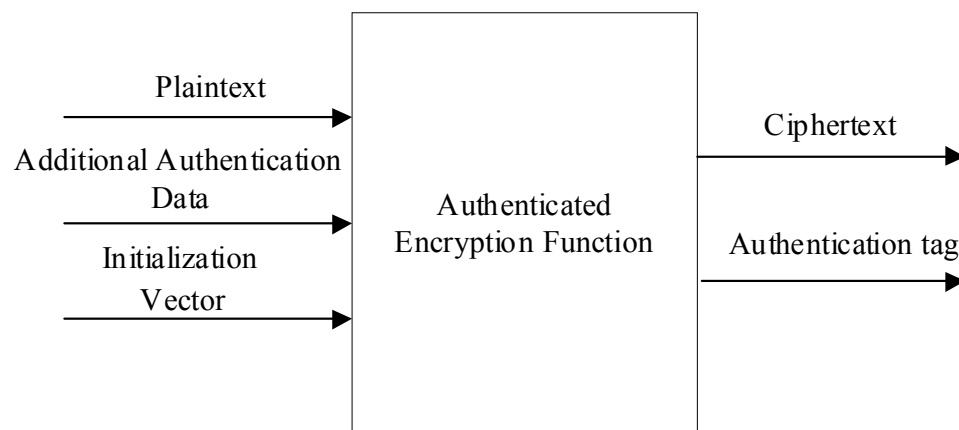 Plaintext
Additional Authentication
Data
Initialization
Vector
Authenticated
Encryption Function
Ciphertext
Authentication tag